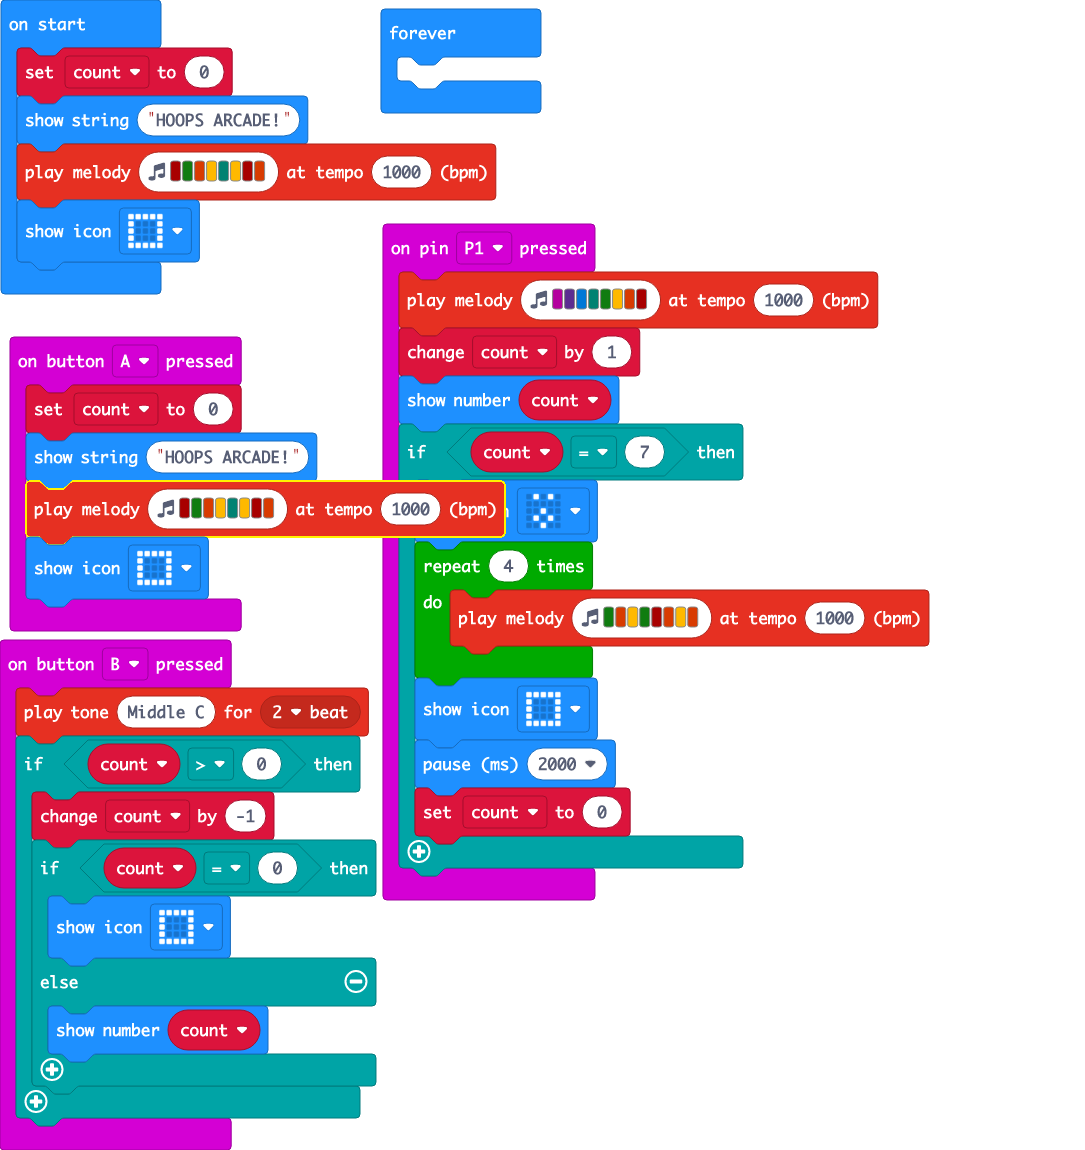 on start
set count to 0
show string "HOOPS ARCADE!"
play melody at tempo 1000 (bpm)
show icon
forever
on button A pressed
set count to 0
show string "HOOPS ARCADE!"
play melody at tempo 1000 (bpm)
show icon
on button B pressed
play tone Middle C for 2 beat
if count > 0 then
change count by -1
if count = 0 then
show icon
else
show number count
on pin P1 pressed
play melody at tempo 1000 (bpm)
change count by 1
show number count
if count = 7 then
repeat 4 times
do play melody at tempo 1000 (bpm)
show icon
pause (ms) 2000
set count to 0